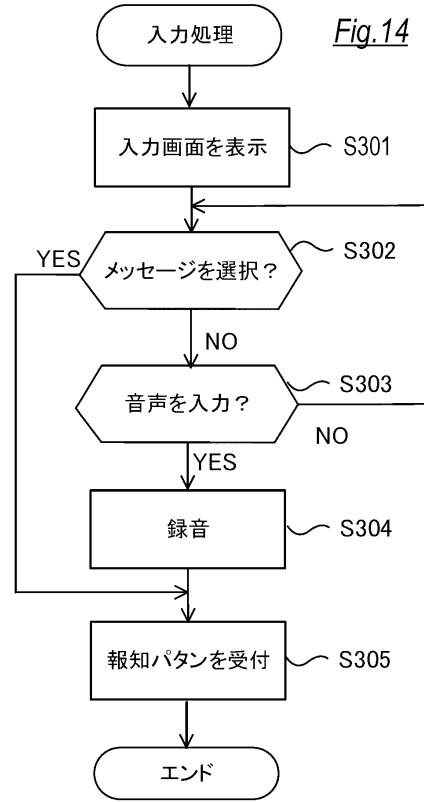 入力処理
Fig.14
入力画面を表示
S301
メッセージを選択？
S302
YES
NO
音声を入力？
S303
NO
YES
録音
S304
報知パタンを受付
S305
エンド